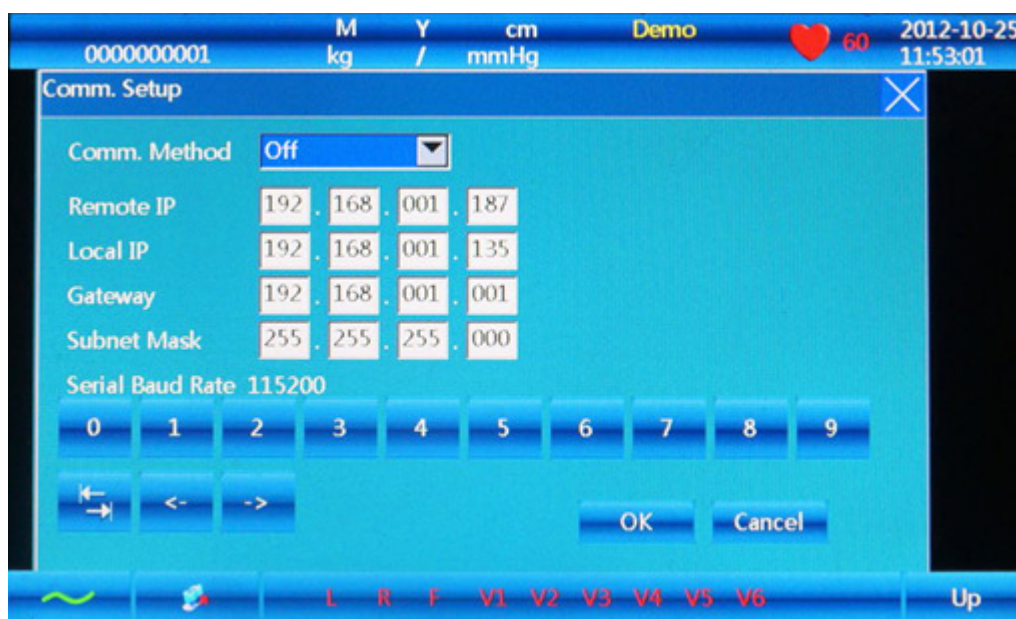 M Y cm Demo 2012-10-25
0000000001 kg / mmHg 60 11:53:01
Comm. Setup
Comm. Method Off
Remote IP 192 . 168 . 001 . 187
Local IP 192 . 168 . 001 . 135
Gateway 192 . 168 . 001 . 001
Subnet Mask 255 . 255 . 255 . 000
Serial Baud Rate 115200
0 1 2 3 4 5 6 7 8 9
<- ->
OK Cancel
L R F V1 V2 V3 V4 V5 V6 Up